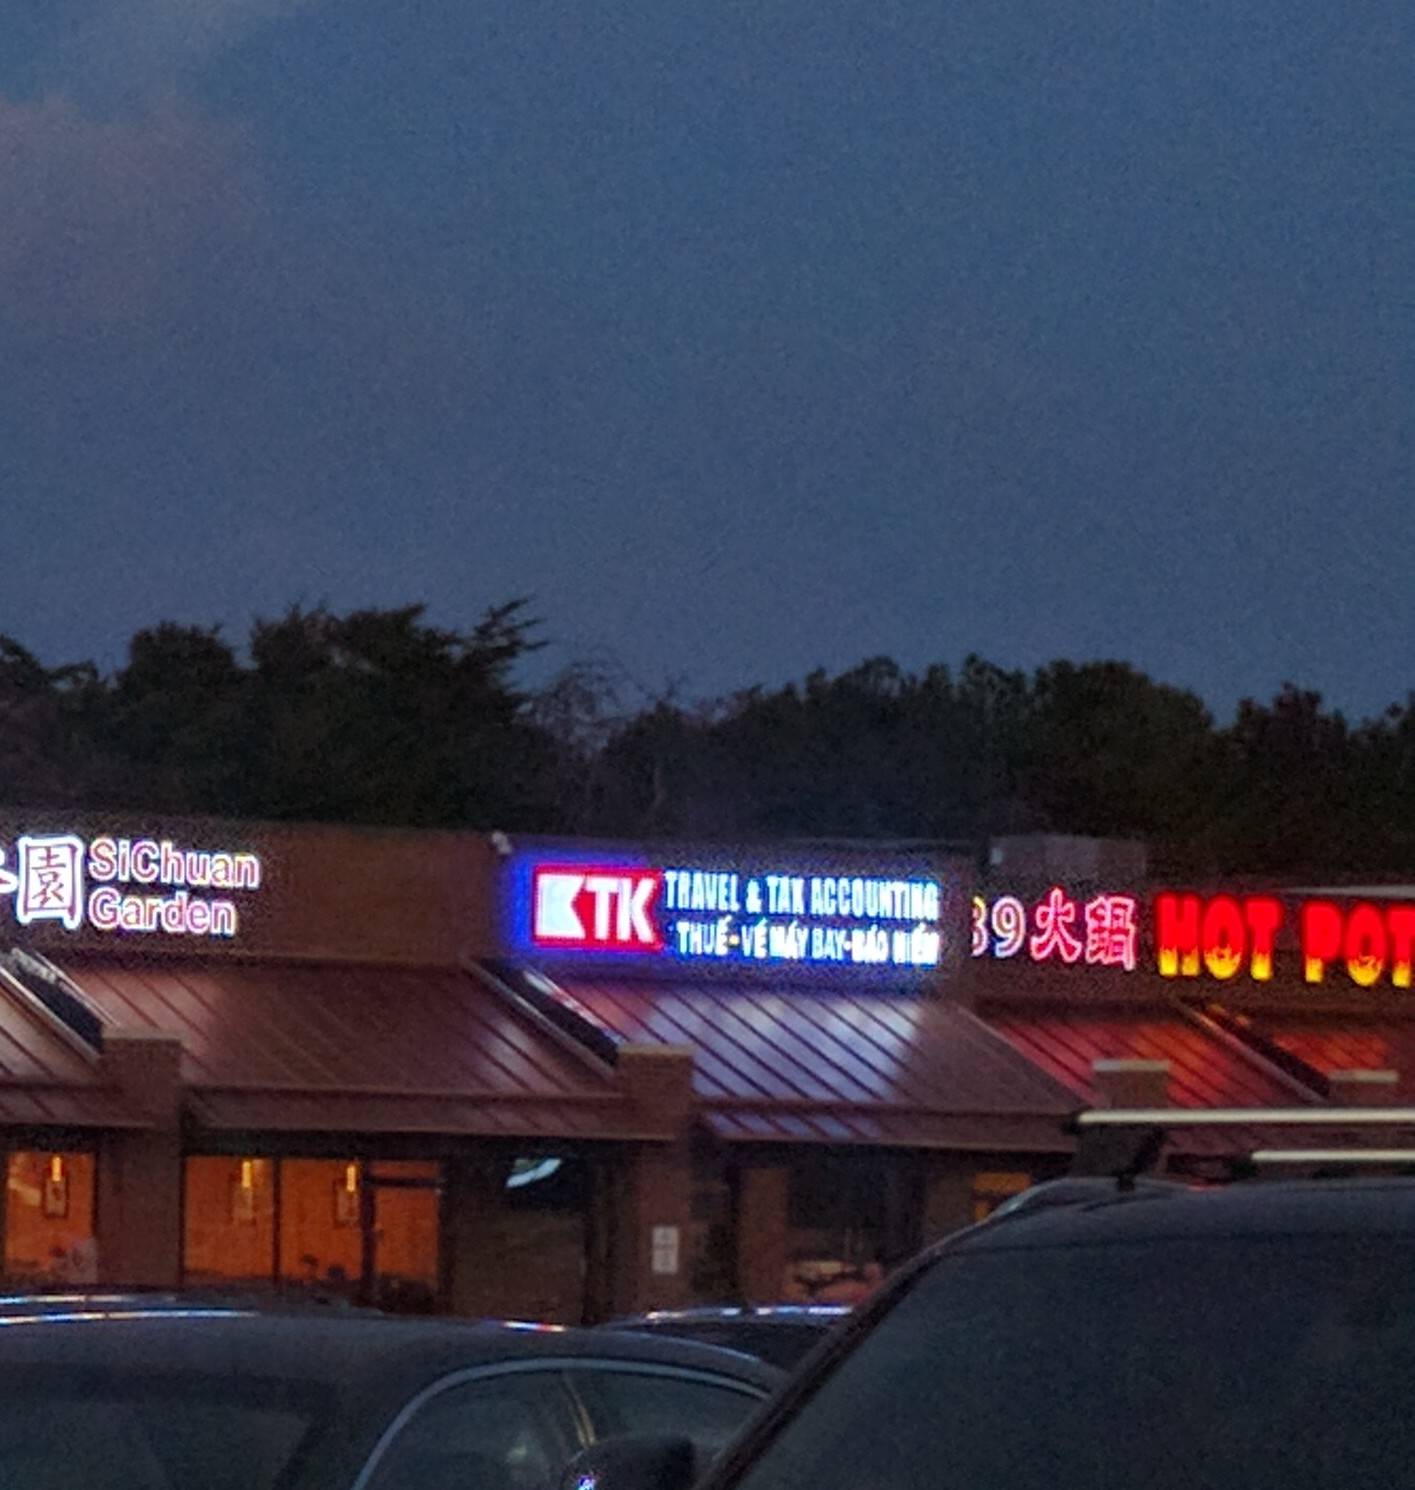 園
SiChuan
Garden
KTK
TRAVEL & TAX ACCOUNTING
THUẾ-VÉ MÁY BAY-BẢO HIỂM
39火鍋
HOT POT